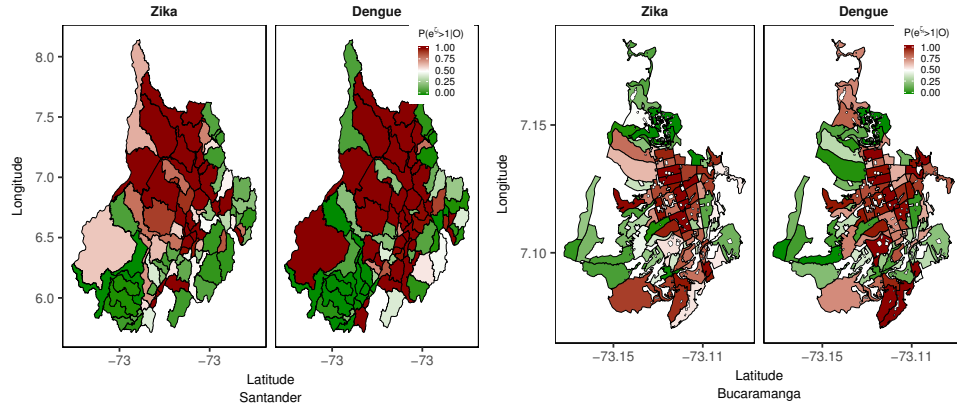 Zika
Dengue
P(e^ζ>1|O)
1.00
0.75
0.50
0.25
0.00
8.0
7.5
7.0
6.5
6.0
Longitude
−73
−73
−73
−73
Latitude
Santander
Zika
Dengue
P(e^ζ>1|O)
1.00
0.75
0.50
0.25
0.00
7.15
7.10
Longitude
−73.15
−73.11
−73.15
−73.11
Latitude
Bucaramanga